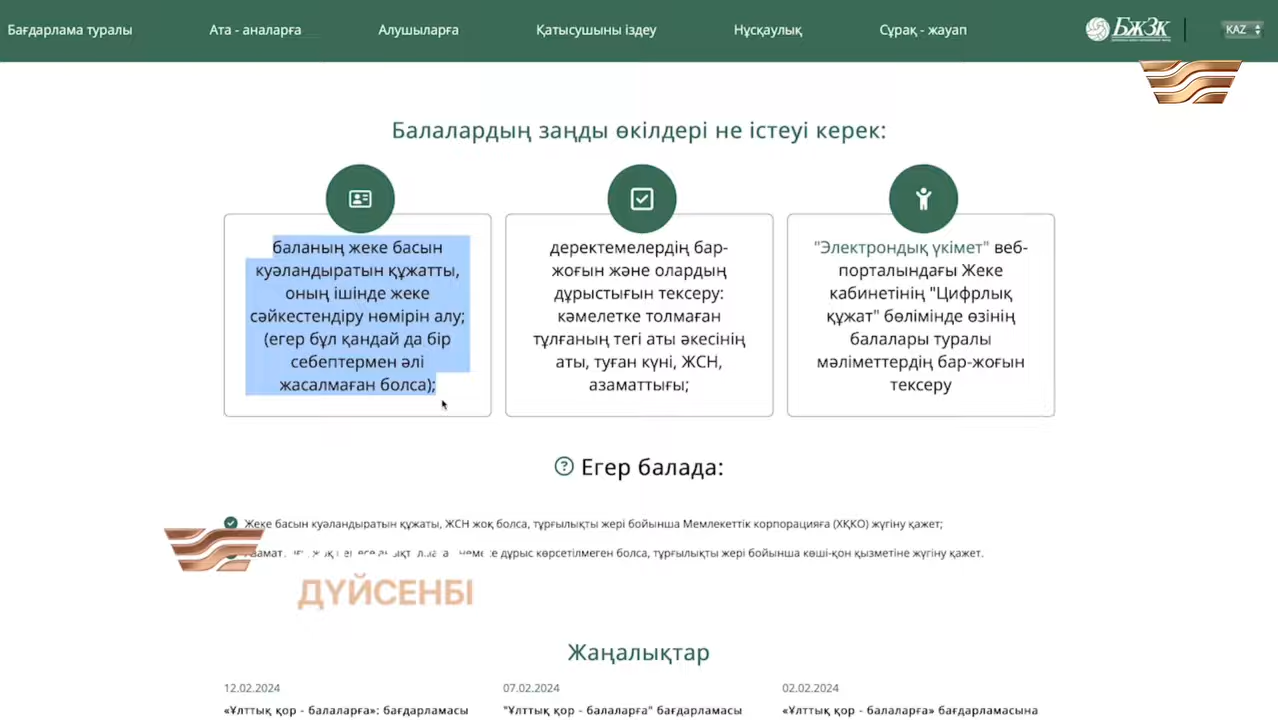 Бағдарлама туралы
Ата - аналарға
Алушыларға
Қатысушыны іздеу
Нұсқаулық
Сұрақ - жауап
БжЗҚ
KAZ
Балалардың заңды өкілдері не істеуі керек:
баланың жеке басын
куәландыратын құжатты,
оның ішінде жеке
сәйкестендіру нөмірін алу;
(егер бұл қандай да бір
себептермен әлі
жасалмаған болса);
деректемелердің бар-
жоғын және олардың
дұрыстығын тексеру:
кәмелетке толмаған
тұлғаның тегі аты әкесінің
аты, туған күні, ЖСН,
азаматтығы;
"Электрондық үкімет" веб-
порталындағы Жеке
кабинетінің "Цифрлық
құжат" бөлімінде өзінің
балалары туралы
мәліметтердің бар-жоғын
тексеру
Егер балада:
Жеке басын куәландыратын құжаты, ЖСН жоқ болса, тұрғылықты жері бойынша Мемлекеттік корпорацияға (ХҚКО) жүгіну қажет;
дұрыс көрсетілмеген болса, тұрғылықты жері бойынша көші-қон қызметіне жүгіну қажет.
ДҮЙСЕНБІ
Жаңалықтар
12.02.2024
«Ұлттық қор - балаларға»: бағдарламасы
07.02.2024
"Ұлттық қор - балаларға" бағдарламасы
02.02.2024
«Ұлттық қор - балаларға» бағдарламасына